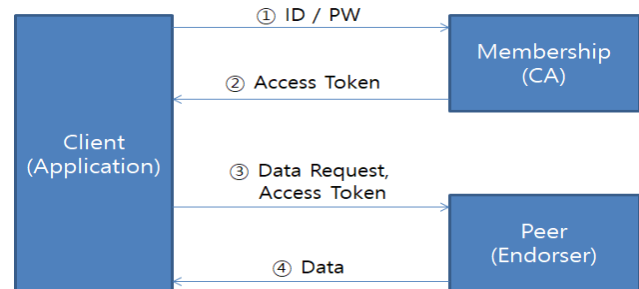 ① ID / PW
Membership
(CA)
② Access Token
Client
(Application)
③ Data Request,
Access Token
Peer
(Endorser)
④ Data